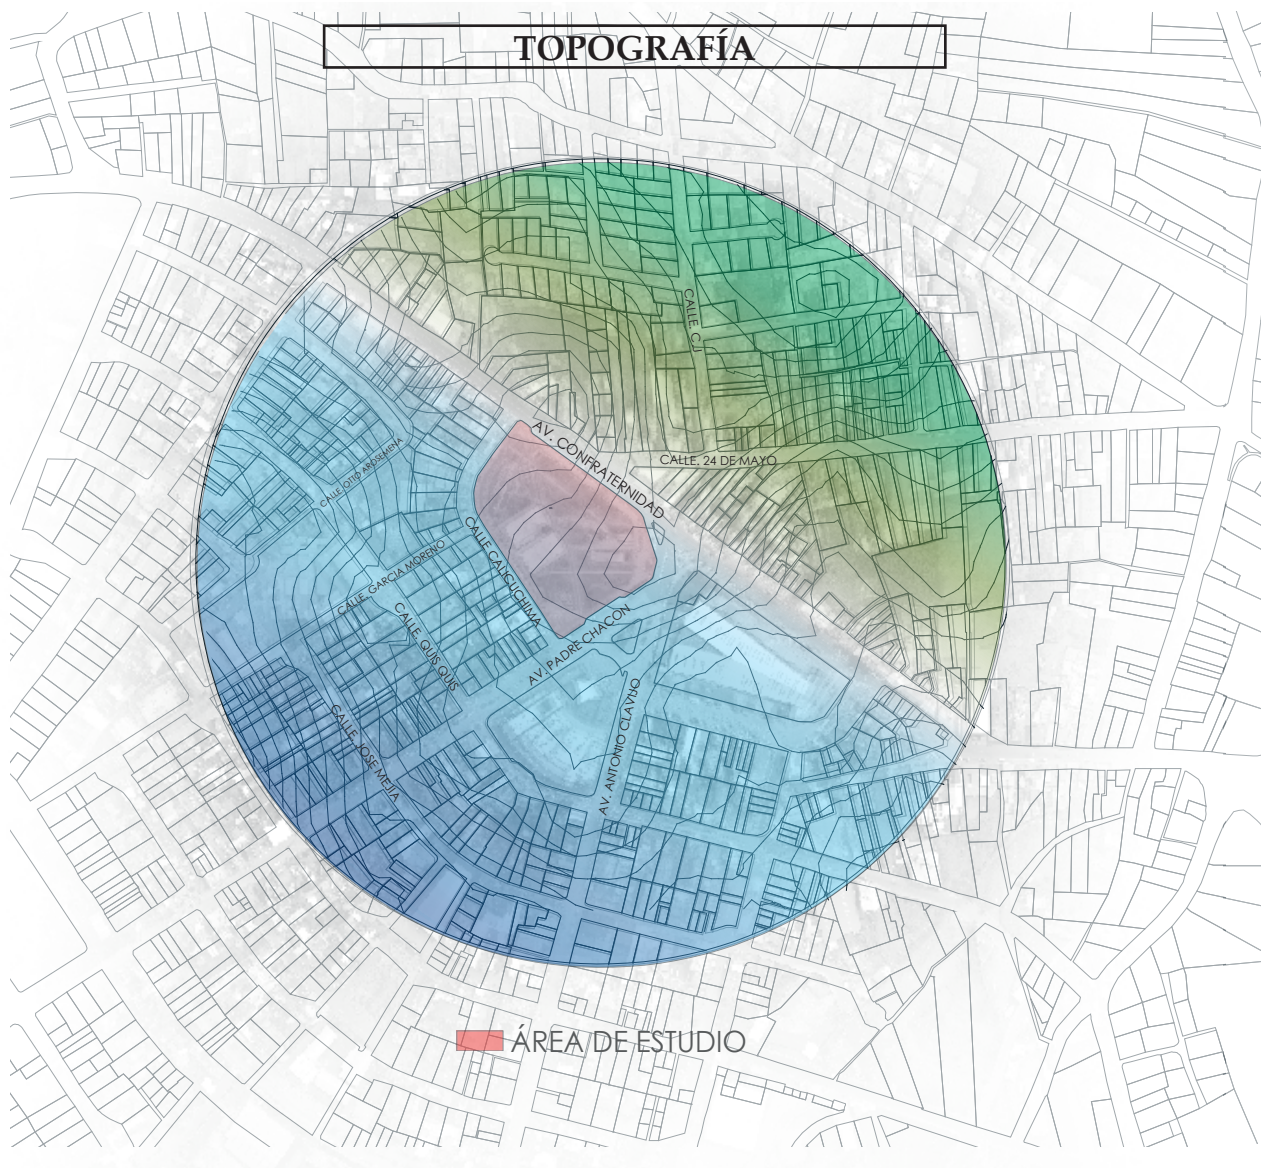 TOPOGRAFÍA
CALLE, CJI
AV. CONFRATERNIDAD
CALLE, 24 DE MAYO
CALLE OTTO AROSEMENA
CALLE CALICUCHIMA
CALLE, GARCIA MORENO
CALLE, QUIS QUIS
AV. PADRE CHACON
AV. ANTONIO CLAVIJO
CALLE, JOSE MEJIA
ÁREA DE ESTUDIO